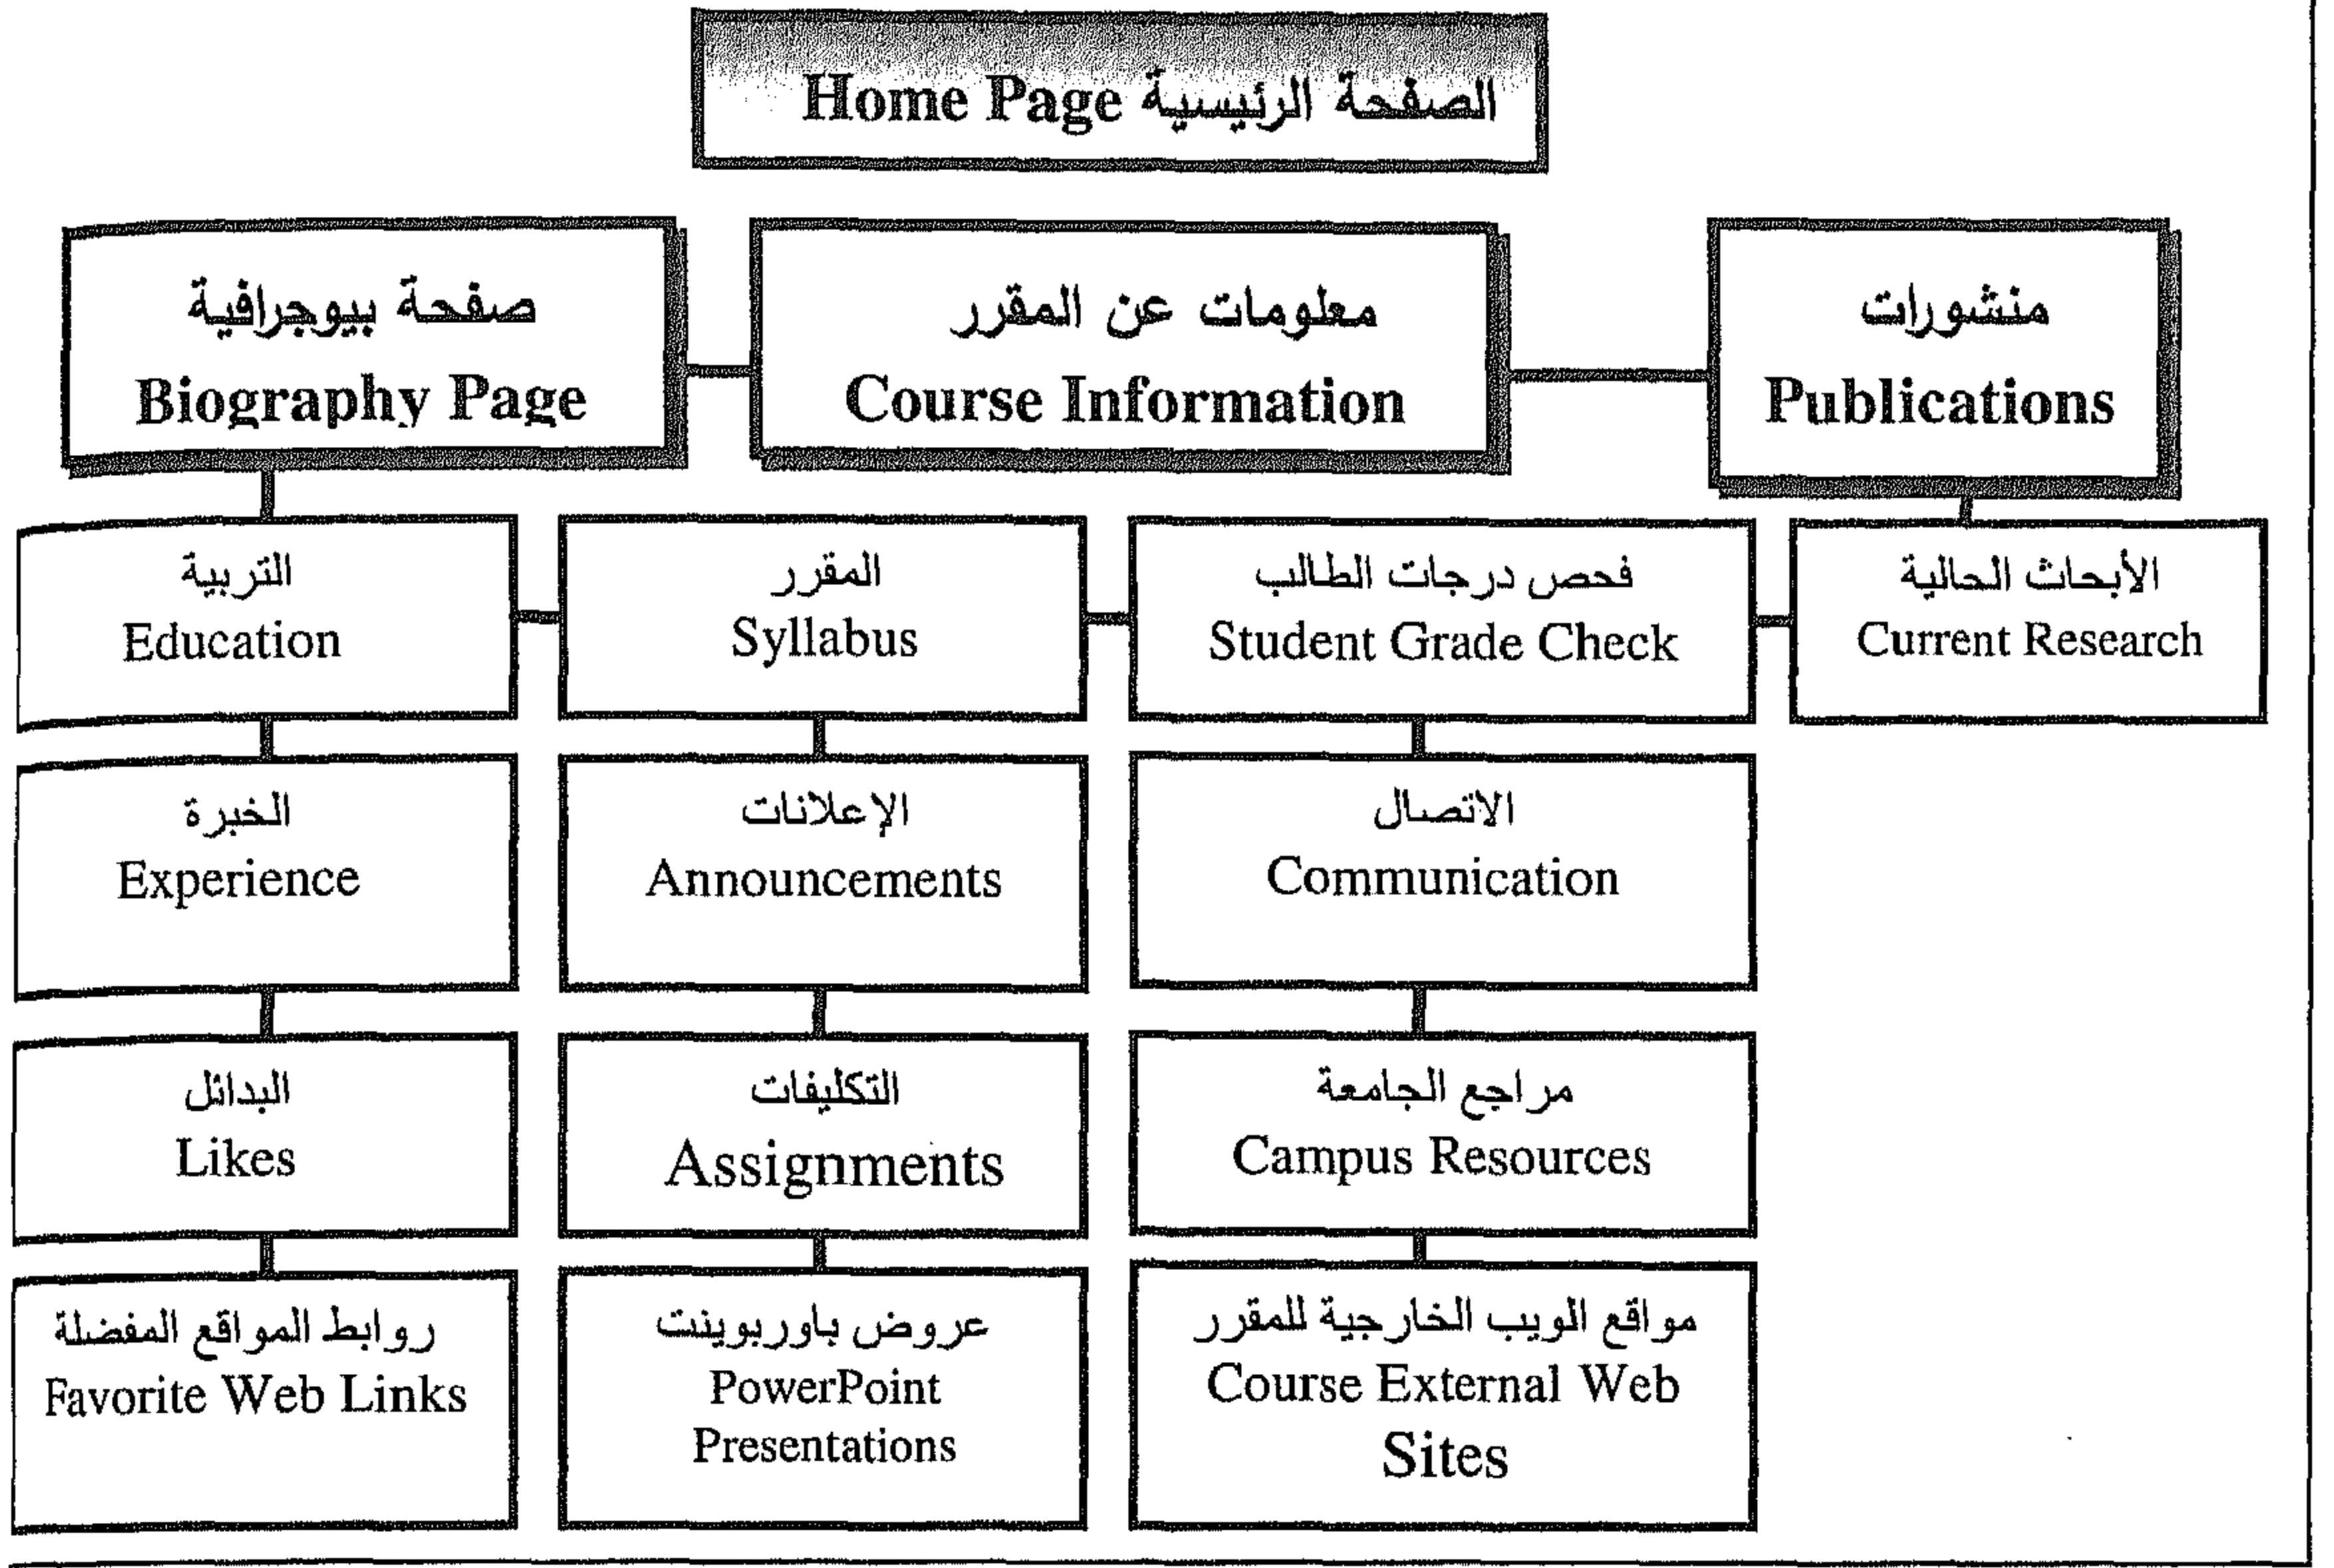 الصفحة الرئيسية Home Page
صفحة بيوجرافية
Biography Page
معلومات عن المقرر
Course Information
منشورات
Publications
التربية
Education
المقرر
Syllabus
فحص درجات الطالب
Student Grade Check
الأبحاث الحالية
Current Research
الخبرة
Experience
الإعلانات
Announcements
الاتصال
Communication
البدائل
Likes
التكليفات
Assignments
مراجع الجامعة
Campus Resources
روابط المواقع المفضلة
Favorite Web Links
عروض باوربوينت
PowerPoint
Presentations
مواقع الويب الخارجية للمقرر
Course External Web
Sites